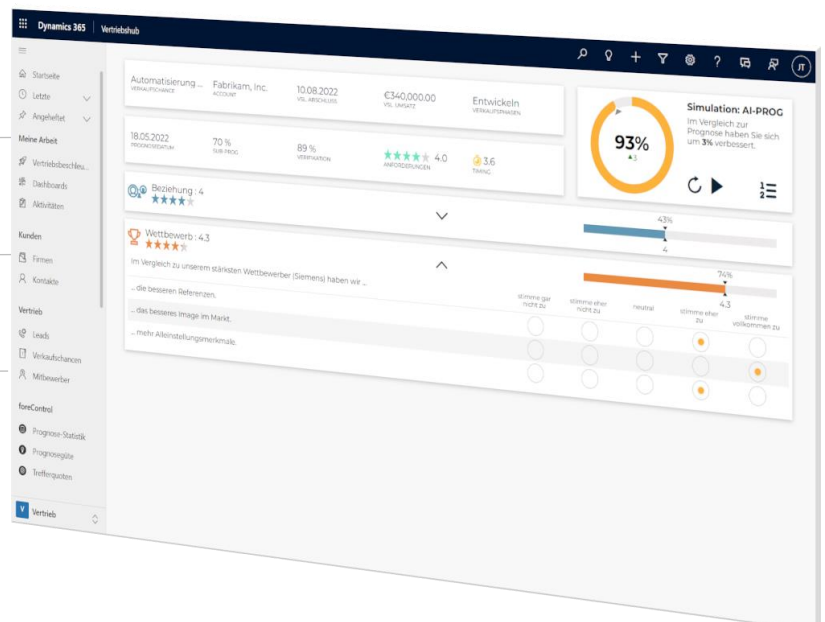 Dynamics 365 Vertriebshub
JT
Startseite
Letzte
Angeheftet
Meine Arbeit
Vertriebsbeschleu...
Dashboards
Aktivitäten
Kunden
Firmen
Kontakte
Vertrieb
Leads
Verkaufschancen
Mitbewerber
foreControl
Prognose-Statistik
Prognosegüte
Trefferquoten
V Vertrieb
Automatisierung ... Fabrikam, Inc. 10.08.2022 €340,000.00 Entwickeln
VERKAUFSCHANCE ACCOUNT VSL. ABSCHLUSS VSL. UMSATZ VERKAUFSPHASEN
18.05.2022 70 % 89 % 4.0 3.6
PROGNOSEDATUM SUB-PROG VERIFIKATION ANFORDERUNGEN TIMING
93%
3
Simulation: AI-PROG
Im Vergleich zur
Prognose haben Sie sich
um 3% verbessert.
Beziehung : 4
43%
4
Wettbewerb : 4.3
74%
4.3
Im Vergleich zu unserem stärksten Wettbewerber (Siemens) haben wir ...
stimme gar nicht zu
stimme eher nicht zu
neutral
stimme eher zu
stimme vollkommen zu
... die besseren Referenzen.
... das besseres Image im Markt.
... mehr Alleinstellungsmerkmale.